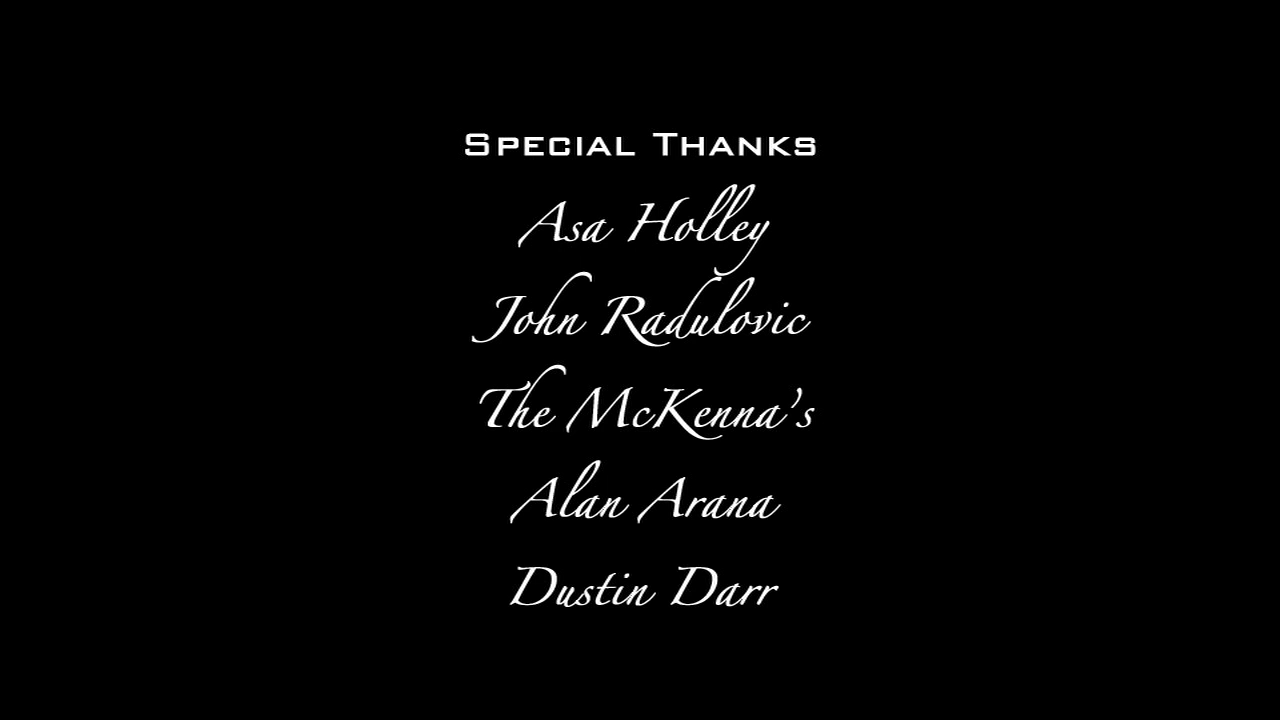 Special Thanks
Asa Holley
John Radulovic
The McKenna's
Alan Arana
Dustin Darr